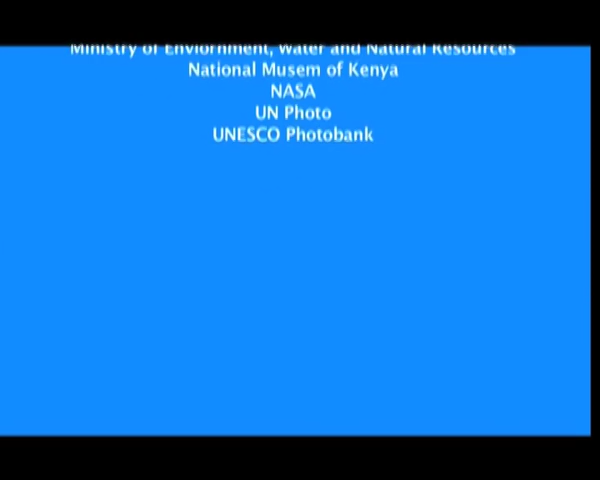 Ministry of Enviornment, Water and Natural Resources
National Musem of Kenya
NASA
UN Photo
UNESCO Photobank